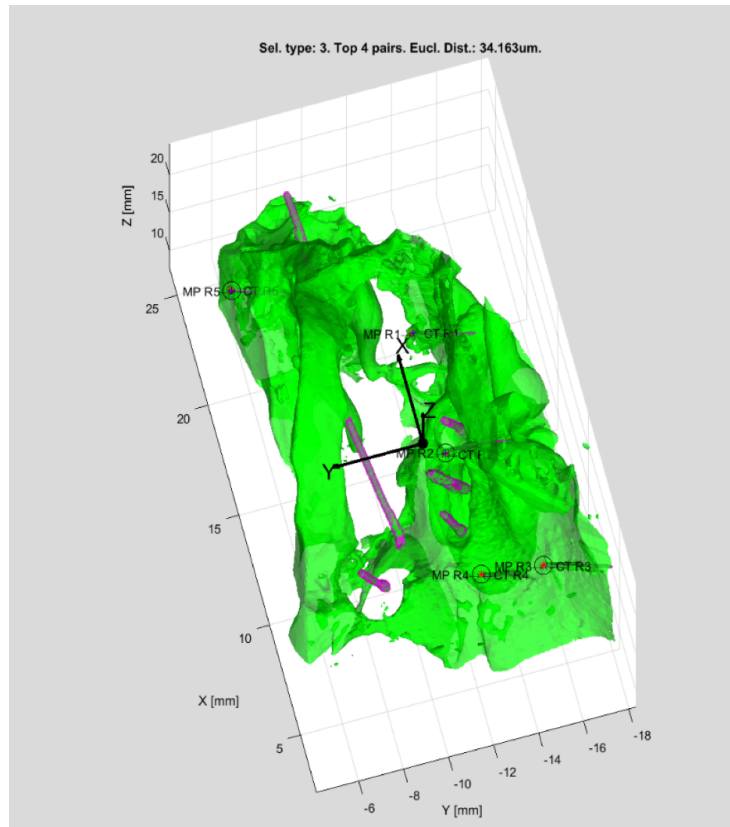 Sel. type: 3. Top 4 pairs. Eucl. Dist.: 34.163um.
20
15
10
Z [mm]
25
MP R5
CT R5
MP R1
CT R1
X
20
Z
MP R2
Y
15
MP R4
CT R4
MP R3
CT R3
10
X [mm]
5
-18
-16
-14
-12
-10
-8
-6
Y [mm]